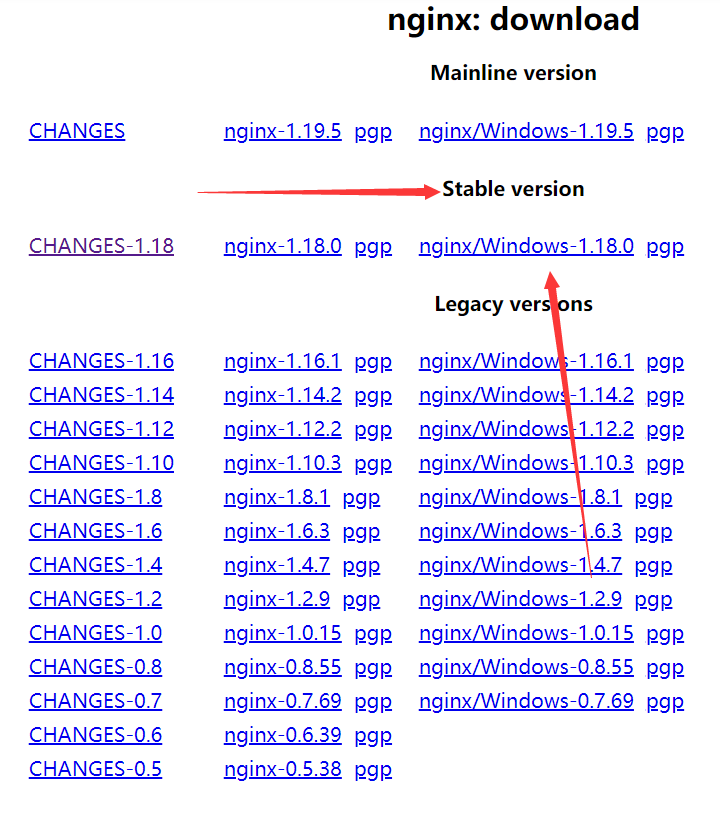 nginx: download
Mainline version
CHANGES nginx-1.19.5 pgp nginx/Windows-1.19.5 pgp
Stable version
CHANGES-1.18 nginx-1.18.0 pgp nginx/Windows-1.18.0 pgp
Legacy versions
CHANGES-1.16 nginx-1.16.1 pgp nginx/Windows-1.16.1 pgp
CHANGES-1.14 nginx-1.14.2 pgp nginx/Windows-1.14.2 pgp
CHANGES-1.12 nginx-1.12.2 pgp nginx/Windows-1.12.2 pgp
CHANGES-1.10 nginx-1.10.3 pgp nginx/Windows-1.10.3 pgp
CHANGES-1.8 nginx-1.8.1 pgp nginx/Windows-1.8.1 pgp
CHANGES-1.6 nginx-1.6.3 pgp nginx/Windows-1.6.3 pgp
CHANGES-1.4 nginx-1.4.7 pgp nginx/Windows-1.4.7 pgp
CHANGES-1.2 nginx-1.2.9 pgp nginx/Windows-1.2.9 pgp
CHANGES-1.0 nginx-1.0.15 pgp nginx/Windows-1.0.15 pgp
CHANGES-0.8 nginx-0.8.55 pgp nginx/Windows-0.8.55 pgp
CHANGES-0.7 nginx-0.7.69 pgp nginx/Windows-0.7.69 pgp
CHANGES-0.6 nginx-0.6.39 pgp
CHANGES-0.5 nginx-0.5.38 pgp